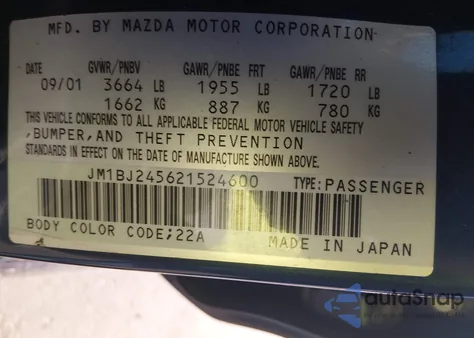 MFD. BY MAZDA MOTOR CORPORATION
DATE GVWR/PNBV GAWR/PNBE FRT GAWR/PNBE RR
09/01 3664 LB 1955 LB 1720 LB
1662 KG 887 KG 780 KG
THIS VEHICLE CONFORMS TO ALL APPLICABLE FEDERAL MOTOR VEHICLE SAFETY
,BUMPER,AND THEFT PREVENTION
STANDARDS IN EFFECT ON THE DATE OF MANUFACTURE SHOWN ABOVE.
JM1BJ245621524600 TYPE:PASSENGER
BODY COLOR CODE;22A MADE IN JAPAN
autoSnap